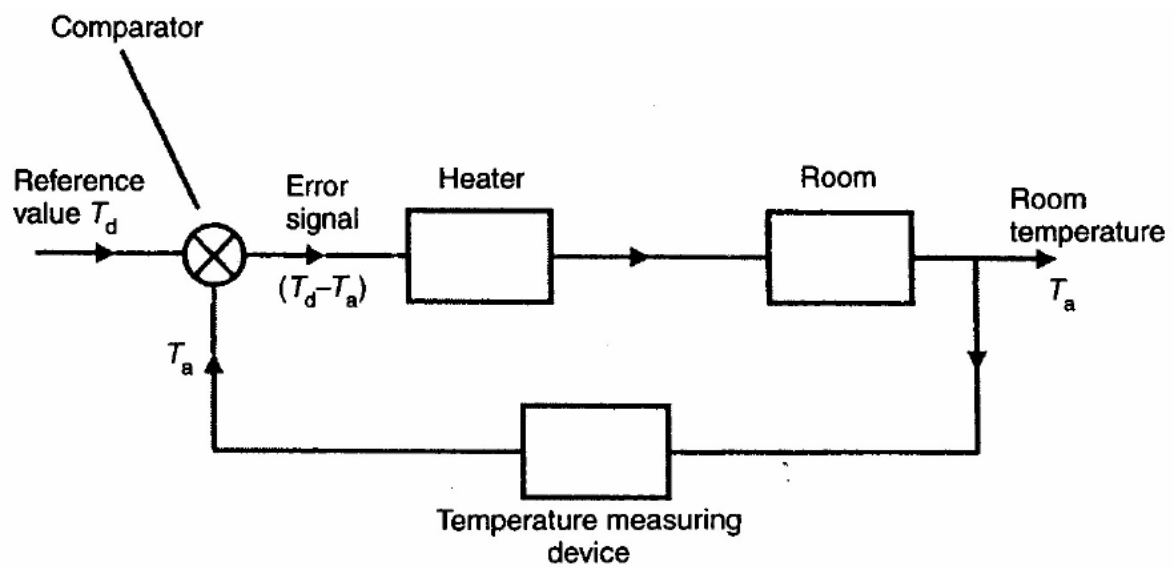 Comparator
Reference
value T_d
Error
signal
(T_d–T_a)
Heater
Room
Room
temperature
T_a
T_a
Temperature measuring
device